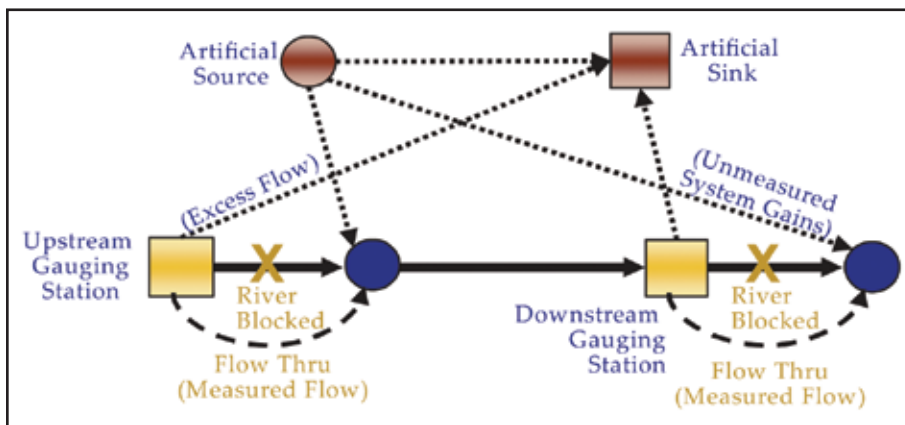 Artificial
Source
Artificial
Sink
(Excess Flow)
(Unmeasured
System Gains)
Upstream
Gauging
Station
X
River
Blocked
Flow Thru
(Measured Flow)
Downstream
Gauging
Station
X
River
Blocked
Flow Thru
(Measured Flow)